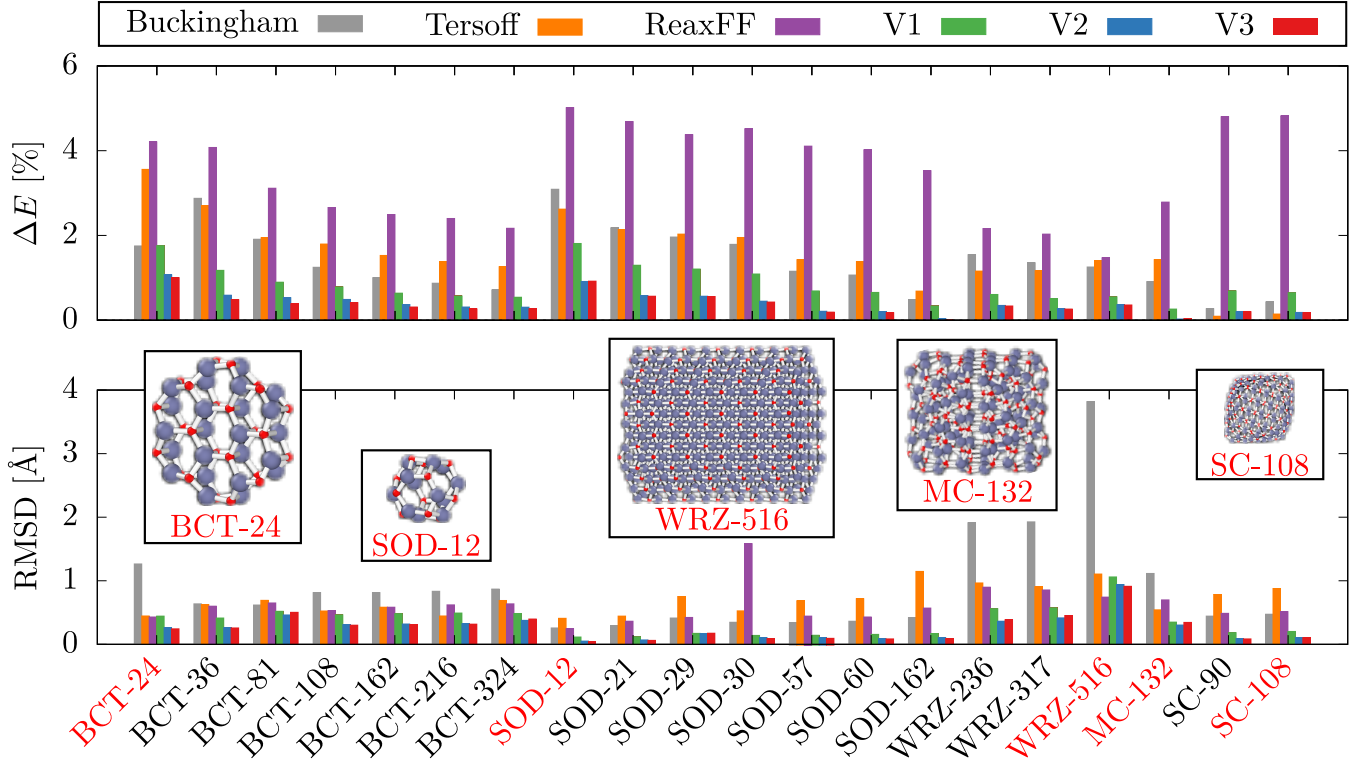 Buckingham Tersoff ReaxFF V1 V2 V3
ΔE [%]
6
4
2
0
RMSD [Å]
4
3
2
1
0
BCT-24
SOD-12
WRZ-516
MC-132
SC-108
BCT-24
BCT-36
BCT-81
BCT-108
BCT-162
BCT-216
BCT-324
SOD-12
SOD-21
SOD-29
SOD-30
SOD-57
SOD-60
SOD-162
WRZ-236
WRZ-317
WRZ-516
MC-132
SC-90
SC-108